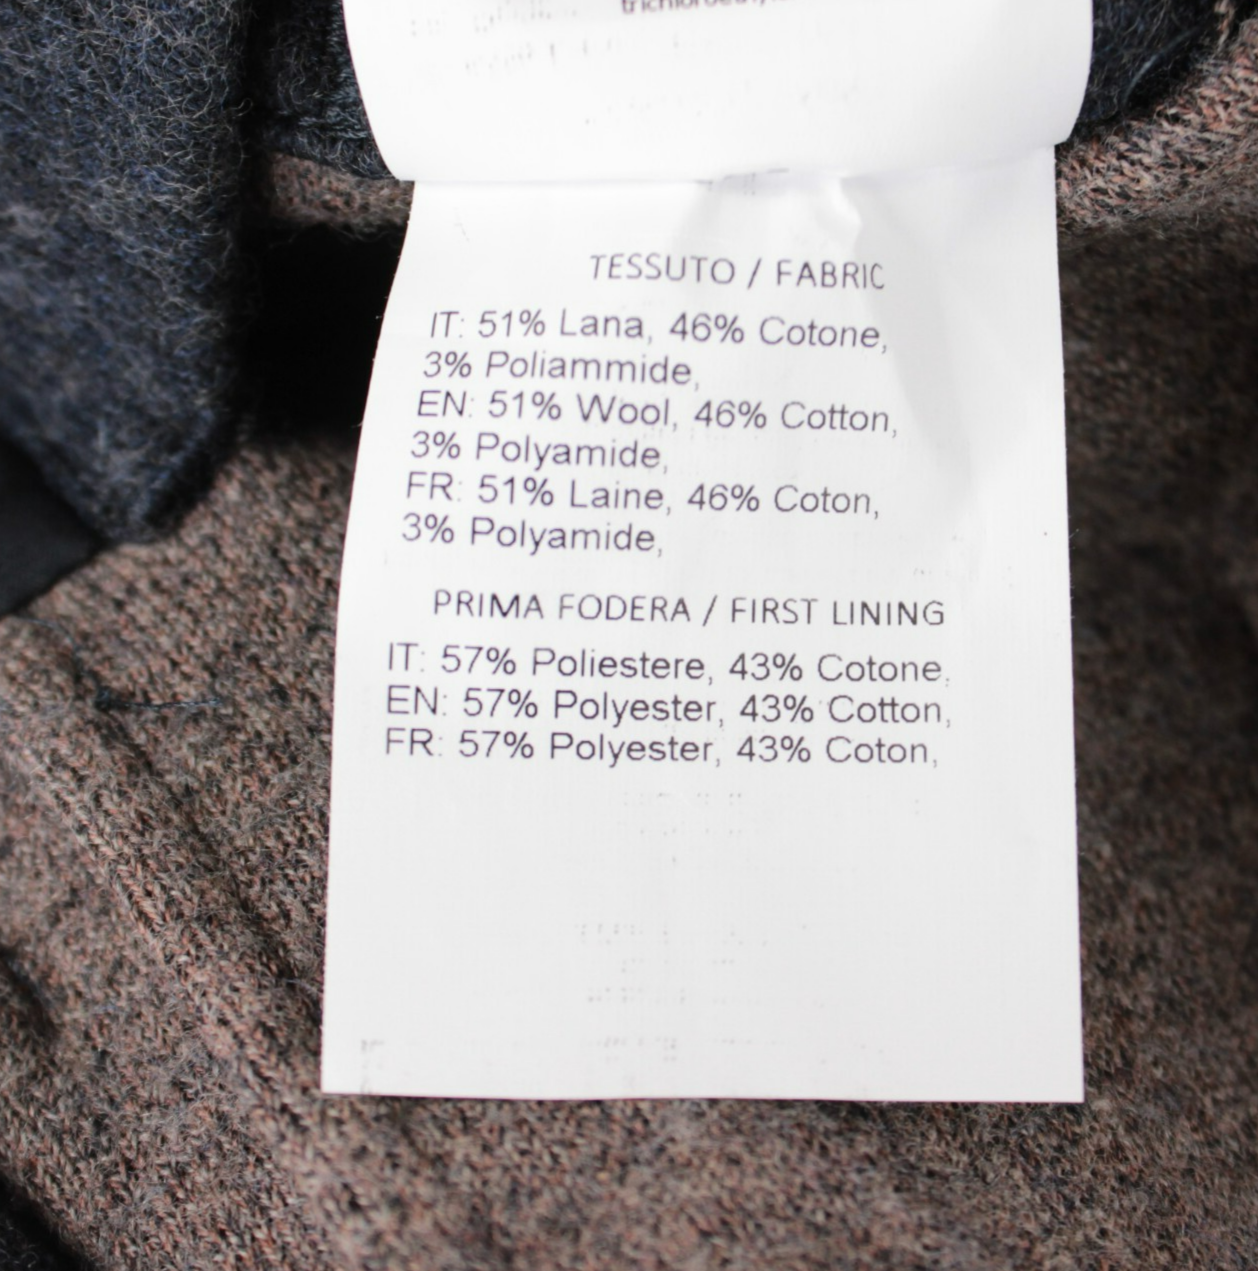 TESSUTO / FABRIC
IT: 51% Lana, 46% Cotone,
3% Poliammide,
EN: 51% Wool, 46% Cotton,
3% Polyamide,
FR: 51% Laine, 46% Coton,
3% Polyamide,
PRIMA FODERA / FIRST LINING
IT: 57% Poliestere, 43% Cotone,
EN: 57% Polyester, 43% Cotton,
FR: 57% Polyester, 43% Coton,